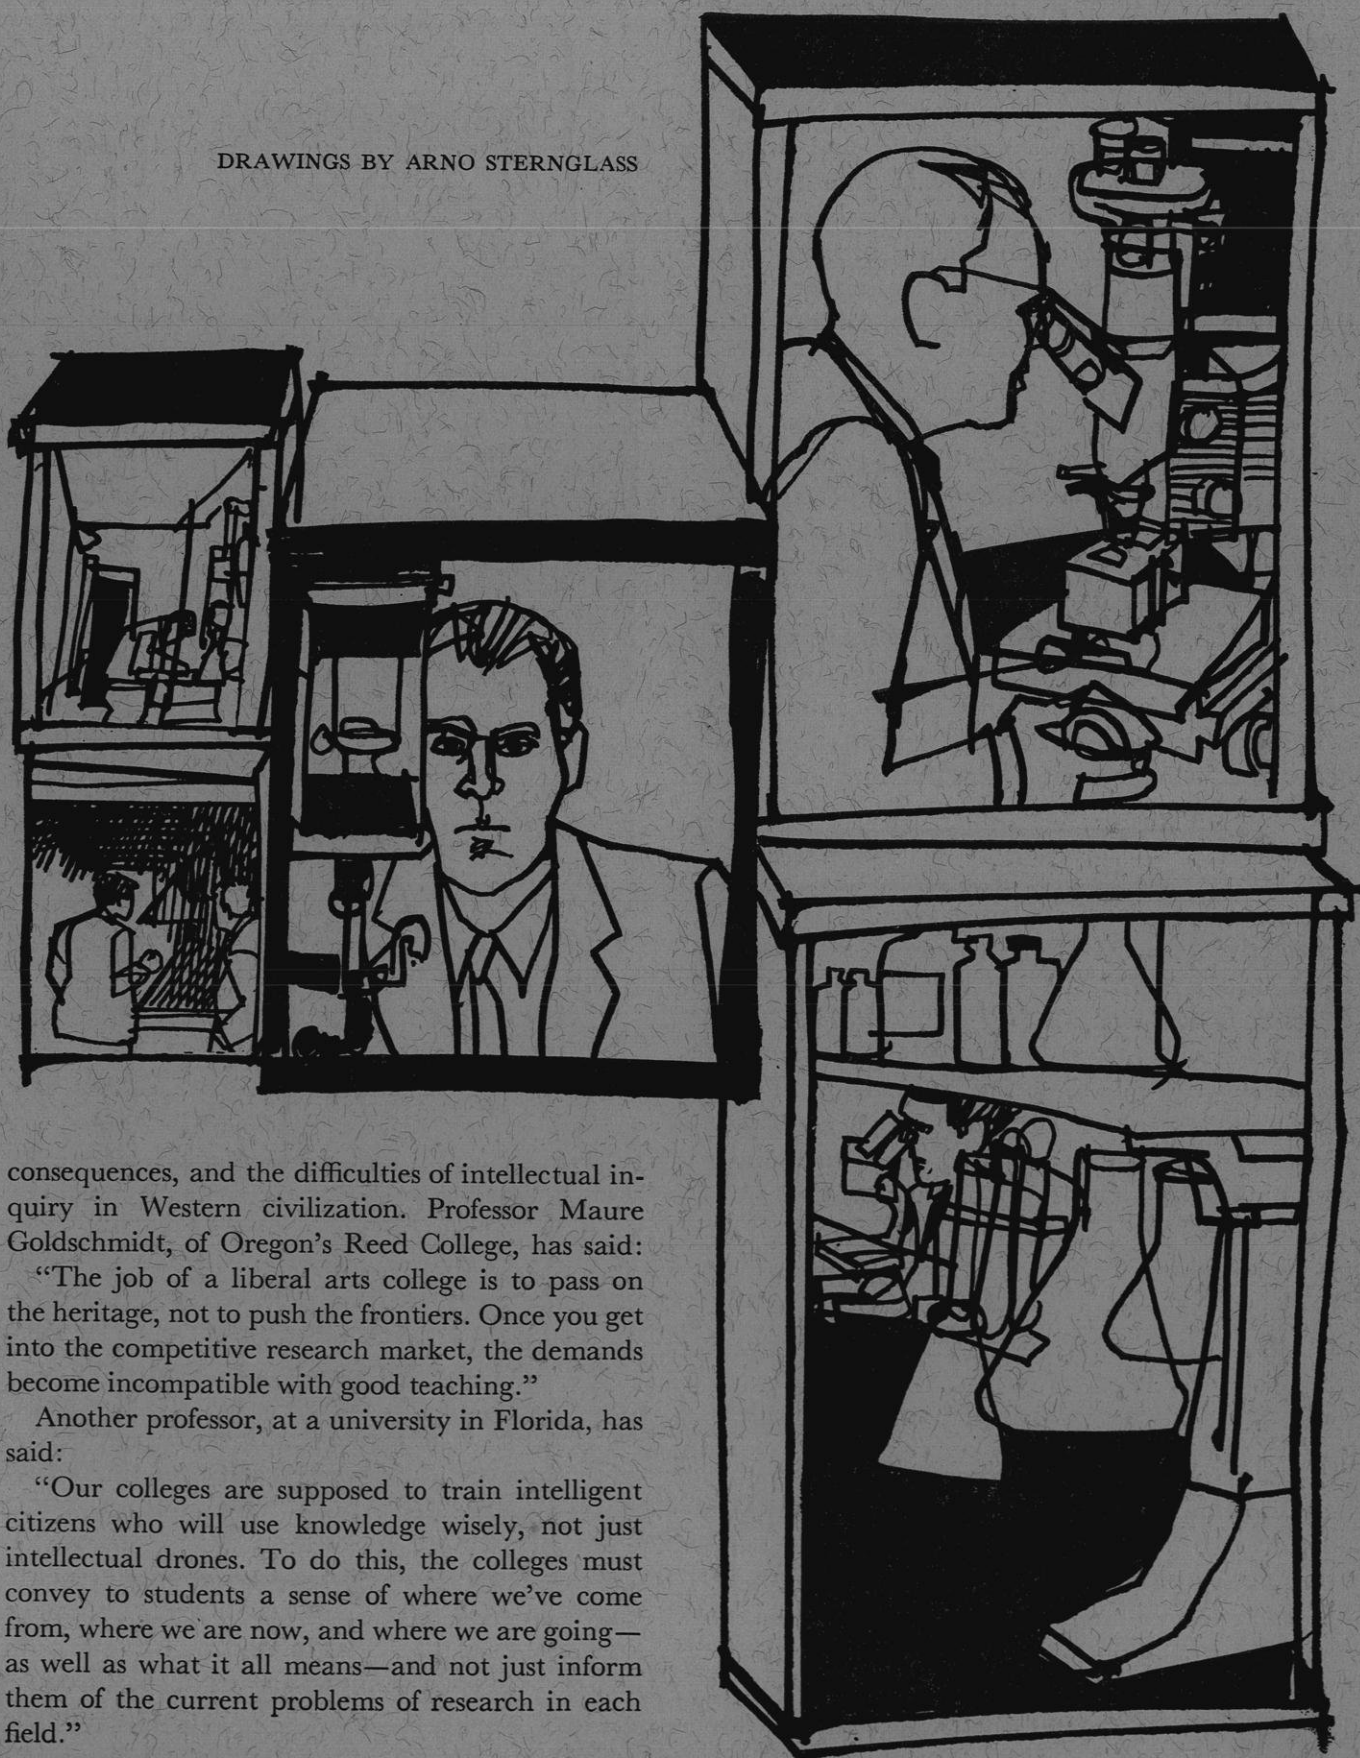 DRAWINGS BY ARNO STERNGLASS
consequences, and the difficulties of intellectual in-
quiry in Western civilization. Professor Maure
Goldschmidt, of Oregon’s Reed College, has said:
“The job of a liberal arts college is to pass on
the heritage, not to push the frontiers. Once you get
into the competitive research market, the demands
become incompatible with good teaching.”
Another professor, at a university in Florida, has
said:
“Our colleges are supposed to train intelligent
citizens who will use knowledge wisely, not just
intellectual drones. To do this, the colleges must
convey to students a sense of where we’ve come
from, where we are now, and where we are going—
as well as what it all means—and not just inform
them of the current problems of research in each
field.”